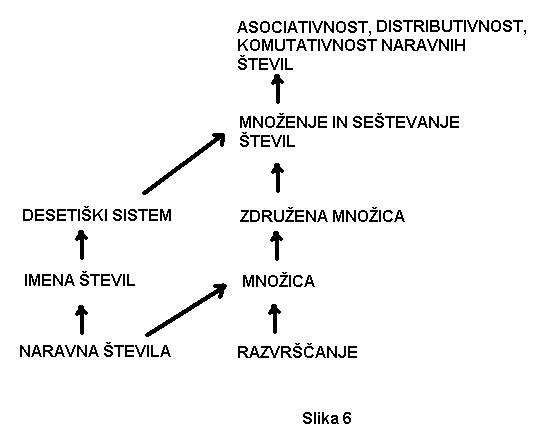 ASOCIATIVNOST, DISTRIBUTIVNOST,
KOMUTATIVNOST NARAVNIH
ŠTEVIL
MNOŽENJE IN SEŠTEVANJE
ŠTEVIL
DESETIŠKI SISTEM
ZDRUŽENA MNOŽICA
IMENA ŠTEVIL
MNOŽICA
NARAVNA ŠTEVILA
RAZVRŠČANJE
Slika 6